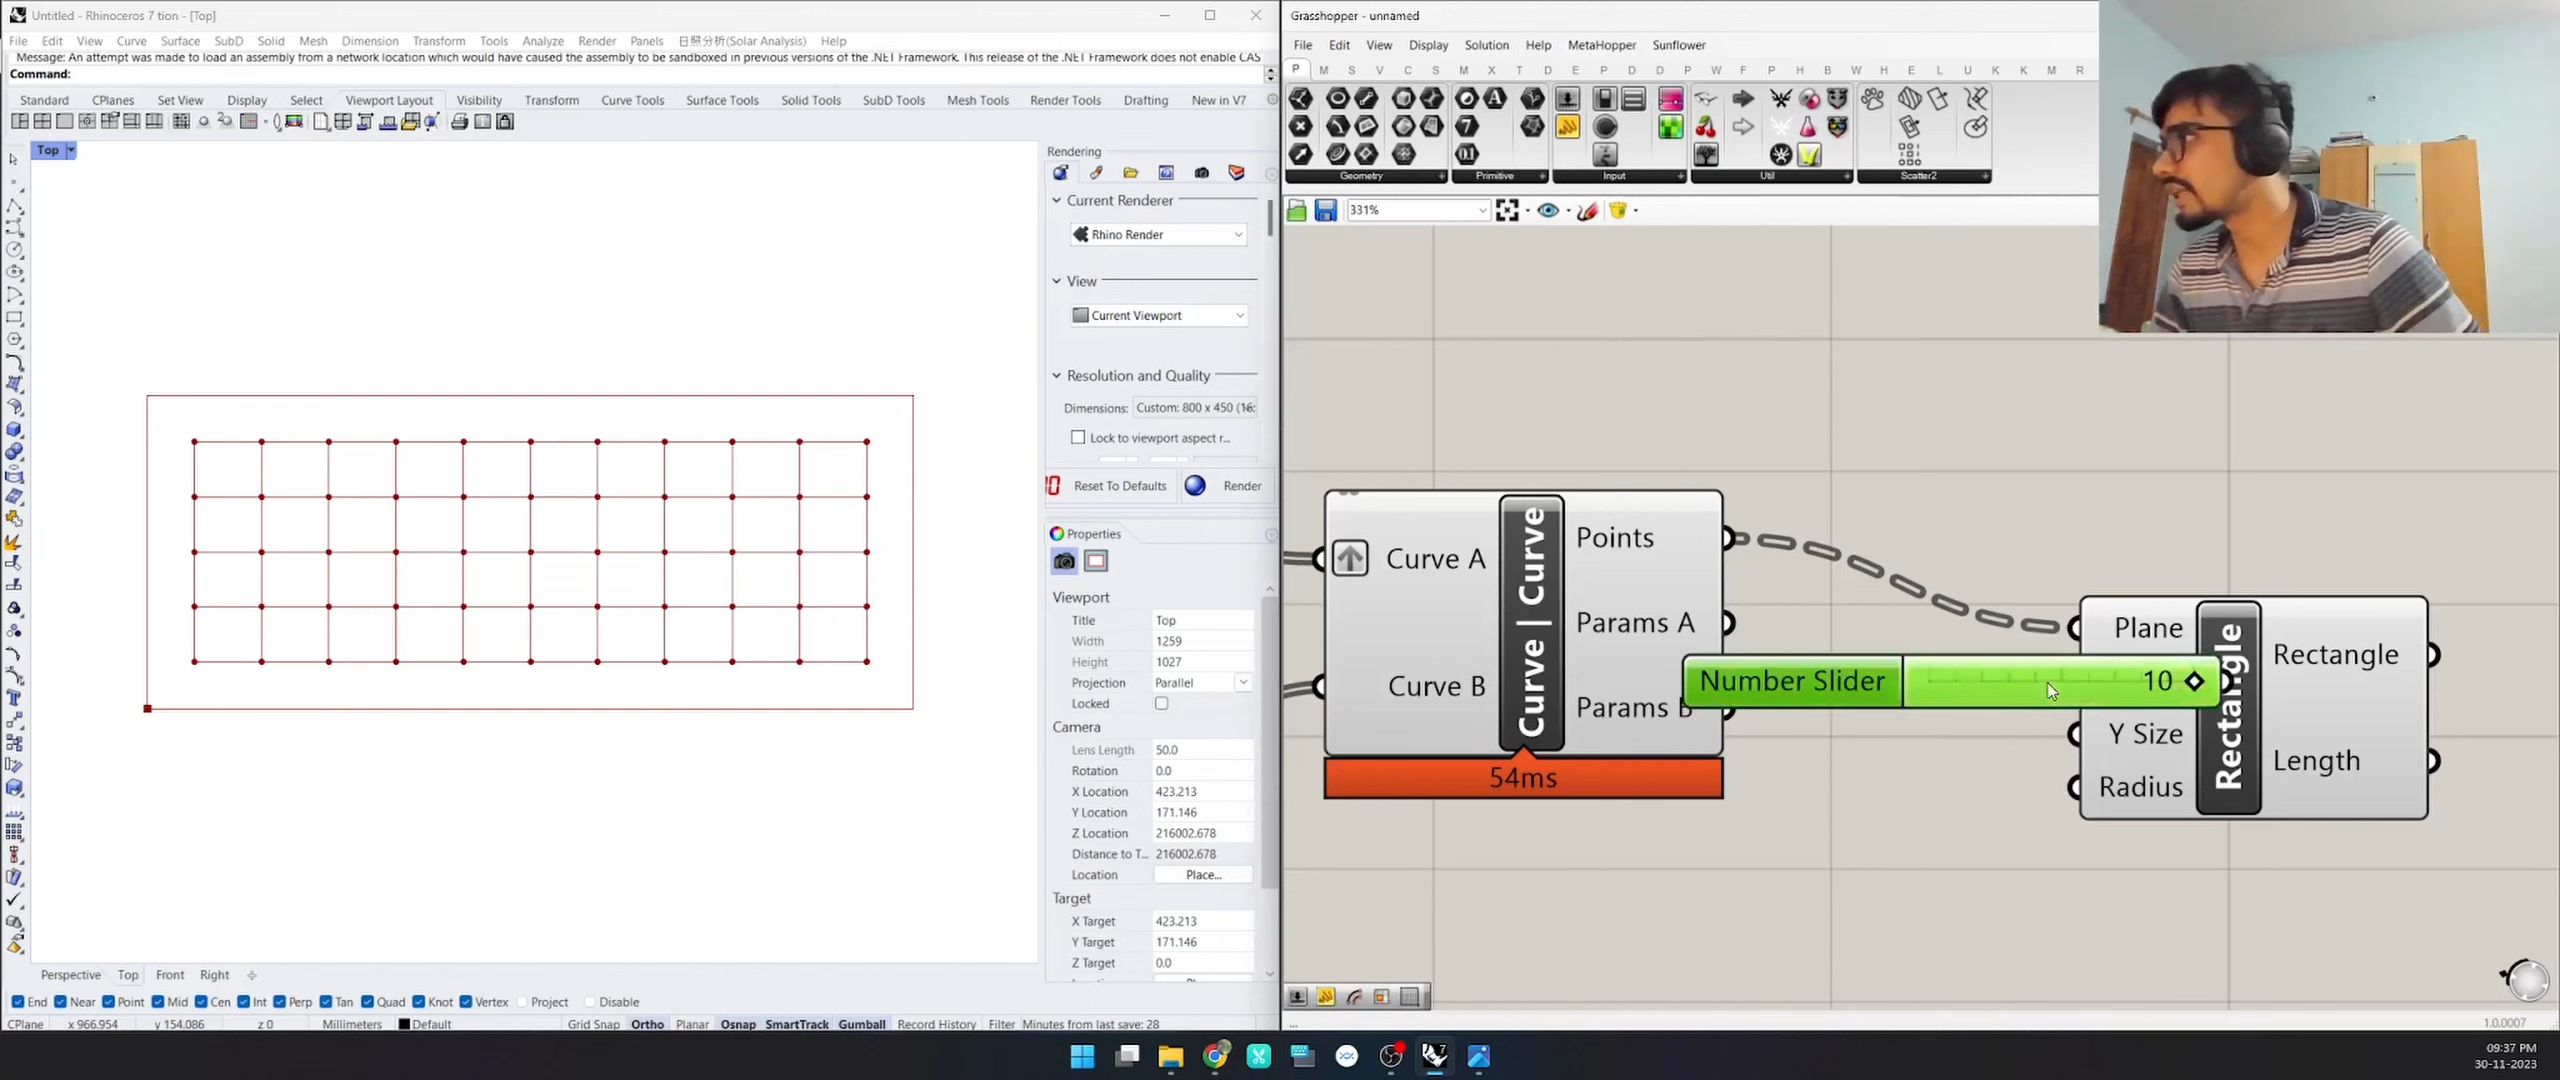 Untitled - Rhinoceros 7 tion - [Top]
File Edit View Curve Surface SubD Solid Mesh Dimension Transform Tools Analyze Render Panels 日照分析(Solar Analysis) Help
Message: An attempt was made to load an assembly from a network location which would have caused the assembly to be sandboxed in previous versions of the .NET Framework. This release of the .NET Framework does not enable CAS
Command:
Standard CPlanes Set View Display Select Viewport Layout Visibility Transform Curve Tools Surface Tools Solid Tools SubD Tools Mesh Tools Render Tools Drafting New in V7
Top
Rendering
Current Renderer
Rhino Render
View
Current Viewport
Resolution and Quality
Dimensions: Custom: 800 x 450 (16:
Lock to viewport aspect r...
Reset To Defaults Render
Properties
Viewport
Title Top
Width 1259
Height 1027
Projection Parallel
Locked
Camera
Lens Length 50.0
Rotation 0.0
X Location 423.213
Y Location 171.146
Z Location 216002.678
Distance to T... 216002.678
Location Place...
Target
X Target 423.213
Y Target 171.146
Z Target 0.0
Perspective Top Front Right
End Near Point Mid Cen Int Perp Tan Quad Knot Vertex Project Disable
CPlane x 966.954 y 154.086 z 0 Millimeters Default Grid Snap Ortho Planar Osnap SmartTrack Gumball Record History Filter Minutes from last save: 28
Grasshopper - unnamed
File Edit View Display Solution Help MetaHopper Sunflower
P M S V C S M X T D E P D D P W F T P H B W H E L U K K M R
Geometry Primitive Input Util Scatter2
331%
Curve A
Curve B
Curve | Curve
Points
Params A
Params B
54ms
Number Slider 10
Plane
Y Size
Radius
Rectangle
Rectangle
Length
1.0.0007
09:37 PM
30-11-2023